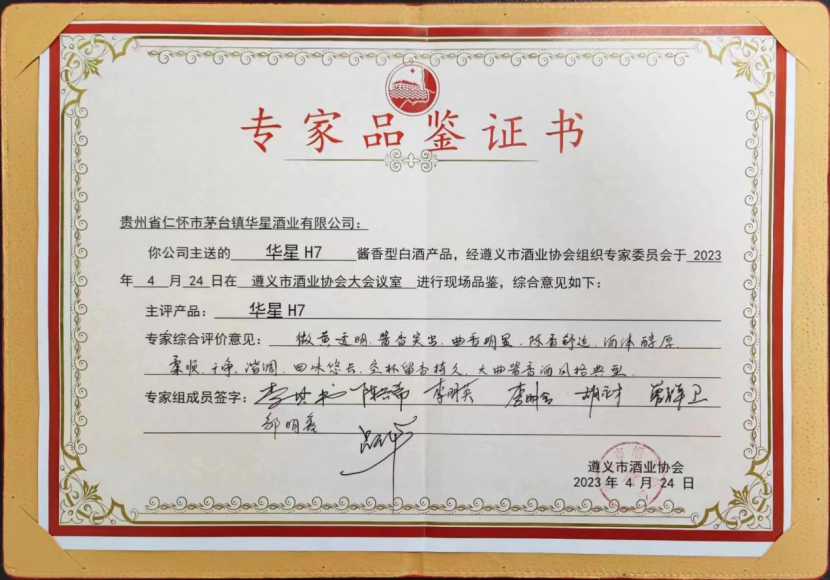 专家品鉴证书
贵州省仁怀市茅台镇华星酒业有限公司：
你公司主送的 华星 H7 酱香型白酒产品，经遵义市酒业协会组织专家委员会于 2023
年 4 月 24 日在 遵义市酒业协会大会议室 进行现场品鉴，综合意见如下：
主评产品： 华星 H7
专家综合评价意见： 微黄透明、酱香突出、曲香明显、陈香舒适、酒体醇厚、
柔顺、干净、谐调、回味悠长、空杯留香持久、大曲酱香酒风格典型
专家组成员签字：
邹明鑫
遵义市酒业协会
2023 年 4 月 24 日